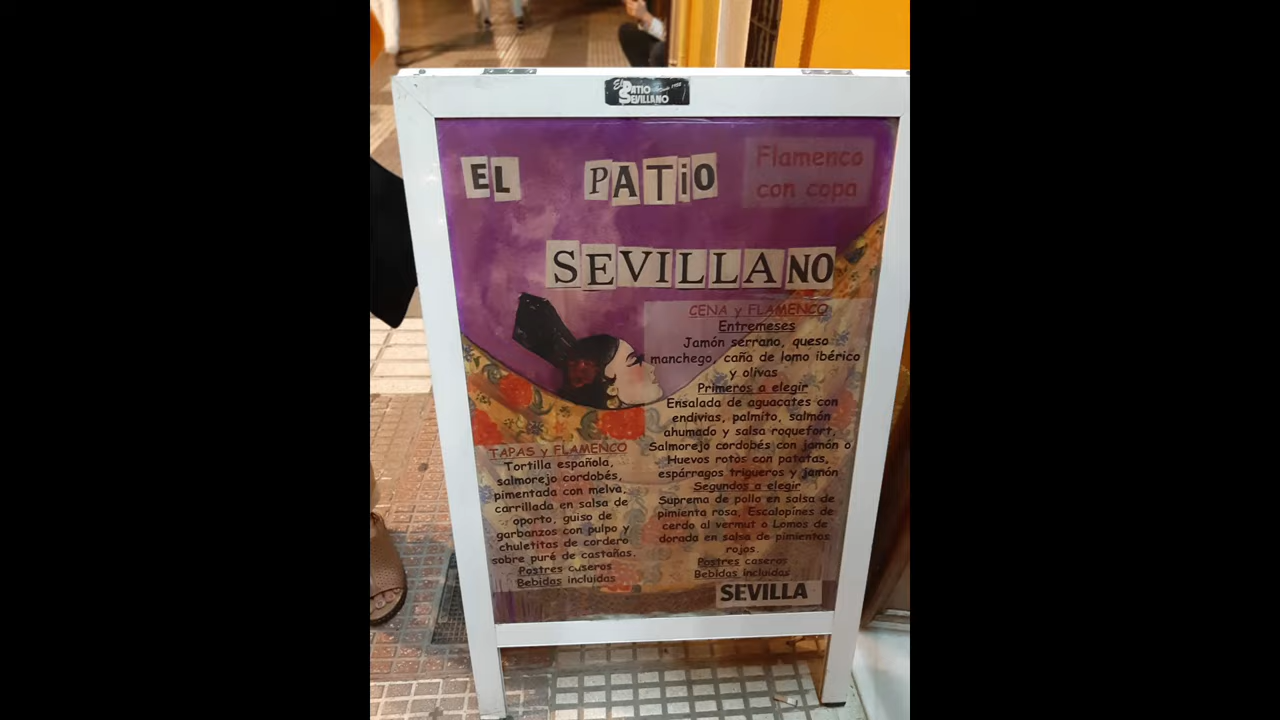 El
PATIO
SEVILLANO
EL PATiO
SEVILLANO
Flamenco
con copa
CENA y FLAMENCO
Entremeses
Jamón serrano, queso
manchego, caña de lomo ibérico
y olivas
Primeros a elegir
Ensalada de aguacates con
endivias, palmito, salmón
ahumado y salsa roquefort,
Salmorejo cordobés con jamón o
Huevos rotos con patatas,
espárragos trigueros y jamón
Segundos a elegir
Suprema de pollo en salsa de
pimienta rosa, Escalopines de
cerdo al vermut o Lomos de
dorada en salsa de pimientos
rojos.
Postres caseros
Bebidas incluidas
TAPAS y FLAMENCO
Tortilla española,
salmorejo cordobés,
pimentada con melva,
carrillada en salsa de
oporto, guiso de
garbanzos con pulpo y
chuletitas de cordero
sobre puré de castañas.
Postres caseros
Bebidas incluidas
SEVILLA